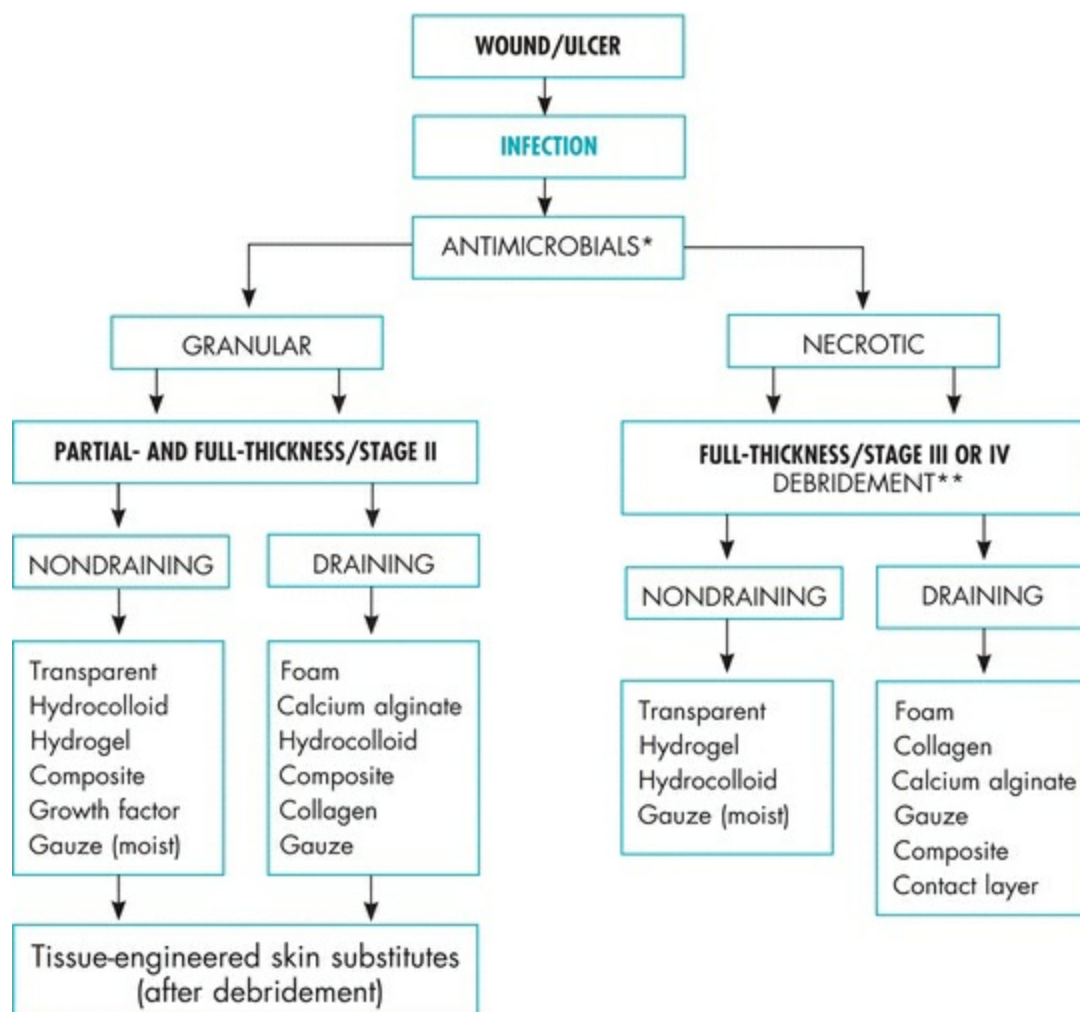 WOUND/ULCER
INFECTION
ANTIMICROBIALS*
GRANULAR
NECROTIC
PARTIAL- AND FULL-THICKNESS/STAGE II
FULL-THICKNESS/STAGE III OR IV
DEBRIDEMENT**
NONDRAINING
DRAINING
NONDRAINING
DRAINING
Transparent
Hydrocolloid
Hydrogel
Composite
Growth factor
Gauze (moist)
Foam
Calcium alginate
Hydrocolloid
Composite
Collagen
Gauze
Transparent
Hydrogel
Hydrocolloid
Gauze (moist)
Foam
Collagen
Calcium alginate
Gauze
Composite
Contact layer
Tissue-engineered skin substitutes
(after debridement)